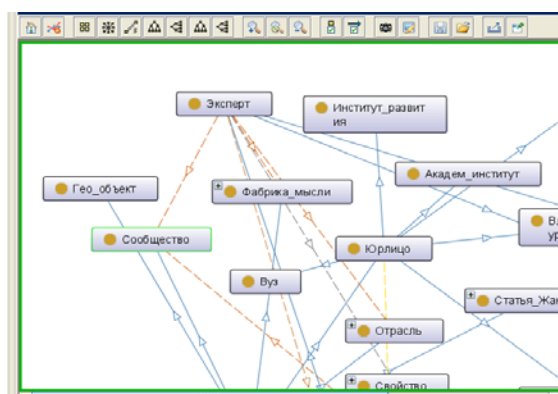 Эксперт
Институт_развит
ия
Академ_институт
Гео_объект
Фабрика_мысли
Сообщество
Юрлицо
Вуз
Статья_Жа
Отрасль
Свойство